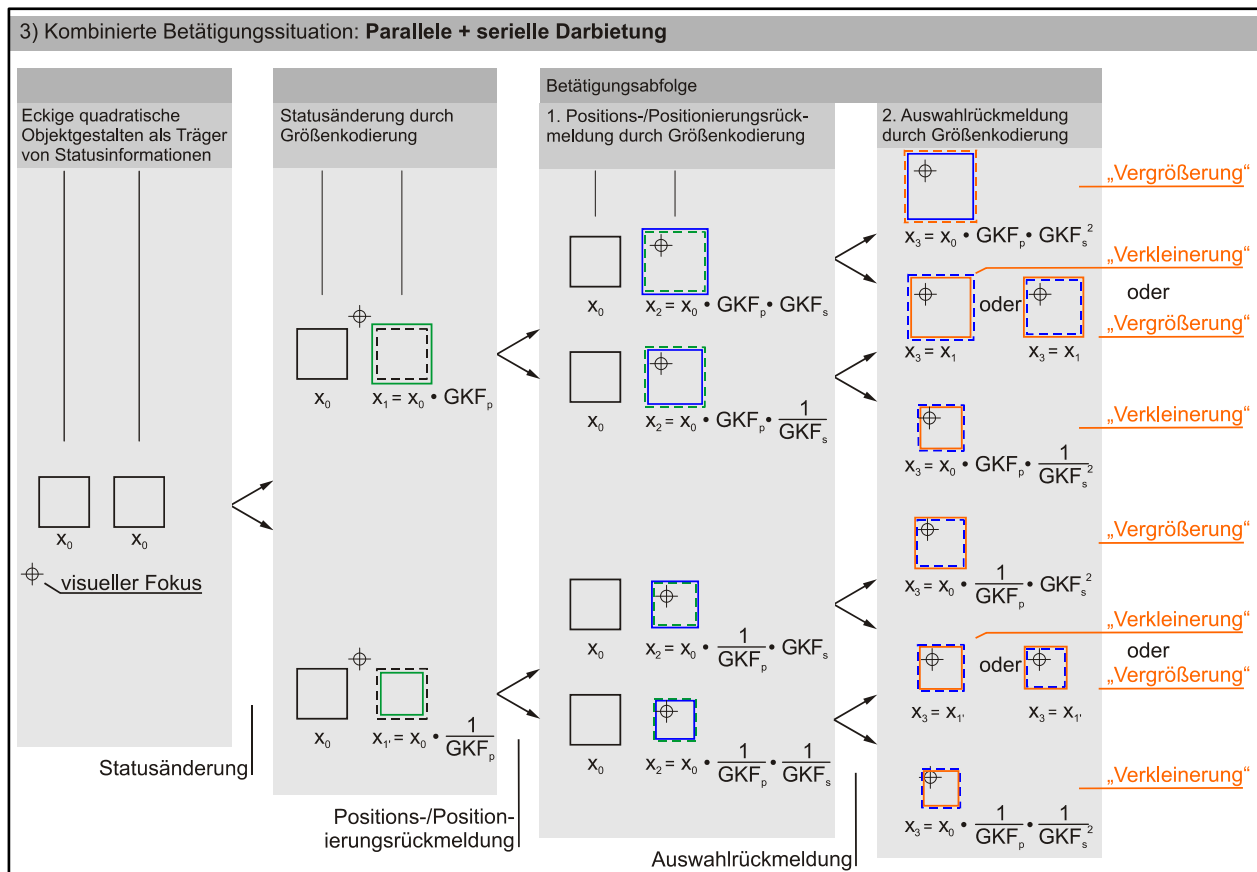 3) Kombinierte Betätigungssituation: Parallele + serielle Darbietung
Betätigungsabfolge
Eckige quadratische
Objektgestalten als Träger
von Statusinformationen
Statusänderung durch
Größenkodierung
1. Positions-/Positionierungsrück-
meldung durch Größenkodierung
2. Auswahlrückmeldung
durch Größenkodierung
„Vergrößerung“
x₃ = x₀ • GKFₚ • GKFₛ²
x₀
x₂ = x₀ • GKFₚ • GKFₛ
„Verkleinerung“
oder
oder
„Vergrößerung“
x₃ = x₁
x₃ = x₁
x₀
x₁ = x₀ • GKFₚ
x₀
x₂ = x₀ • GKFₚ • 1/GKFₛ
„Verkleinerung“
x₃ = x₀ • GKFₚ • 1/GKFₛ²
x₀
x₀
visueller Fokus
„Vergrößerung“
x₃ = x₀ • 1/GKFₚ • GKFₛ²
x₀
x₂ = x₀ • 1/GKFₚ • GKFₛ
„Verkleinerung“
oder
oder
„Vergrößerung“
x₃ = x₁'
x₃ = x₁'
x₀
x₁' = x₀ • 1/GKFₚ
x₀
x₂ = x₀ • 1/GKFₚ • 1/GKFₛ
„Verkleinerung“
x₃ = x₀ • 1/GKFₚ • 1/GKFₛ²
Statusänderung
Positions-/Position-
ierungsrückmeldung
Auswahlrückmeldung